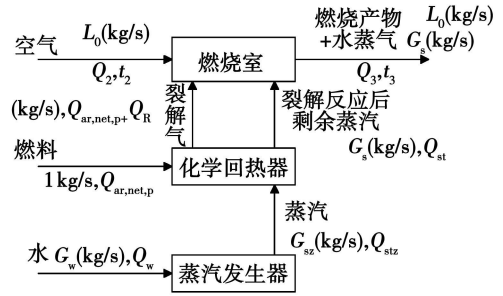 空气
L₀(kg/s)
Q₂,t₂
燃烧室
燃烧产物
+水蒸气
L₀(kg/s)
Gₛ(kg/s)
Q₃,t₃
(kg/s),Q_ar,net,p+Q_R
裂解气
裂解反应后
剩余蒸汽
Gₛ(kg/s),Q_st
燃料
1 kg/s,Q_ar,net,p
化学回热器
蒸汽
G_sz(kg/s),Q_stz
水 G_w(kg/s),Q_w
蒸汽发生器